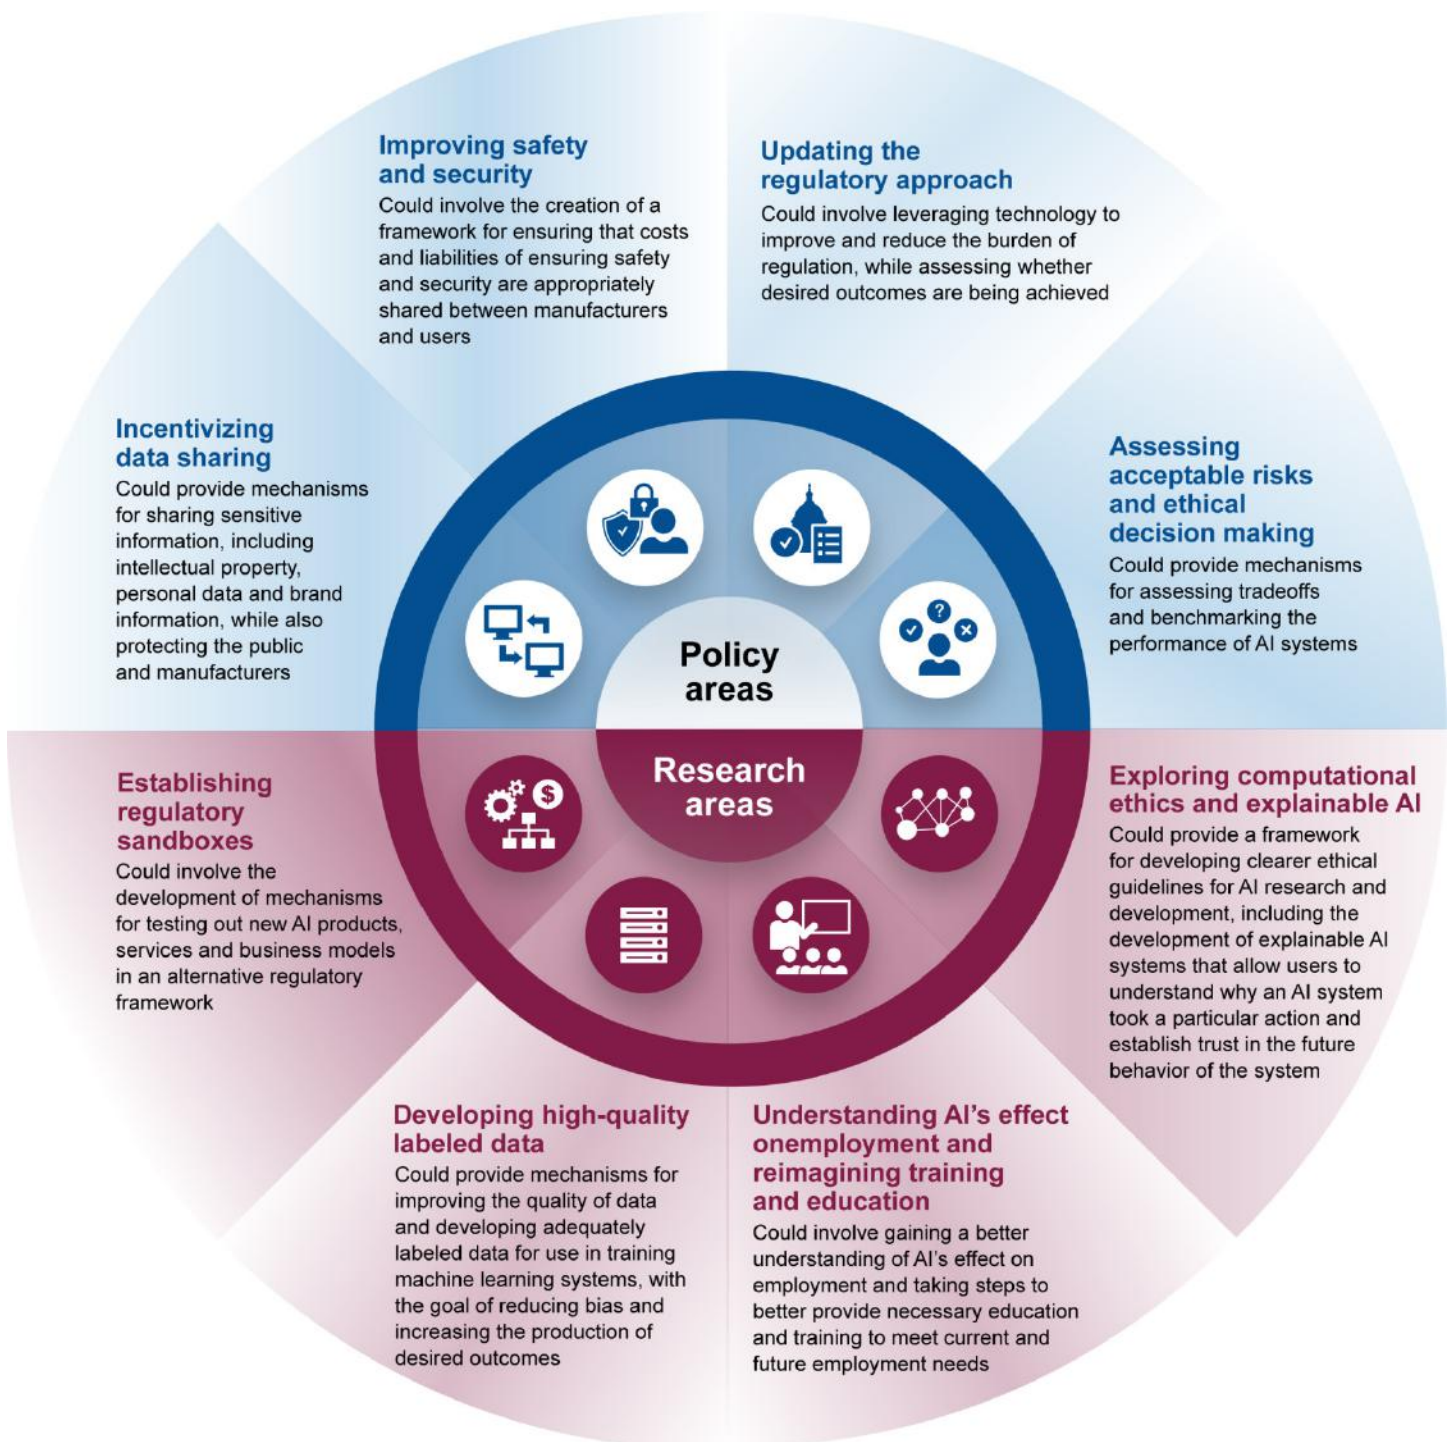 Improving safety
and security
Could involve the creation of a
framework for ensuring that costs
and liabilities of ensuring safety
and security are appropriately
shared between manufacturers
and users
Updating the
regulatory approach
Could involve leveraging technology to
improve and reduce the burden of
regulation, while assessing whether
desired outcomes are being achieved
Incentivizing
data sharing
Could provide mechanisms
for sharing sensitive
information, including
intellectual property,
personal data and brand
information, while also
protecting the public
and manufacturers
Assessing
acceptable risks
and ethical
decision making
Could provide mechanisms
for assessing tradeoffs
and benchmarking the
performance of AI systems
?
Policy
areas
Research
areas
$
Establishing
regulatory
sandboxes
Could involve the
development of mechanisms
for testing out new AI products,
services and business models
in an alternative regulatory
framework
Exploring computational
ethics and explainable AI
Could provide a framework
for developing clearer ethical
guidelines for AI research and
development, including the
development of explainable AI
systems that allow users to
understand why an AI system
took a particular action and
establish trust in the future
behavior of the system
Developing high-quality
labeled data
Could provide mechanisms for
improving the quality of data
and developing adequately
labeled data for use in training
machine learning systems, with
the goal of reducing bias and
increasing the production of
desired outcomes
Understanding AI's effect
onemployment and
reimagining training
and education
Could involve gaining a better
understanding of AI's effect on
employment and taking steps to
better provide necessary education
and training to meet current and
future employment needs